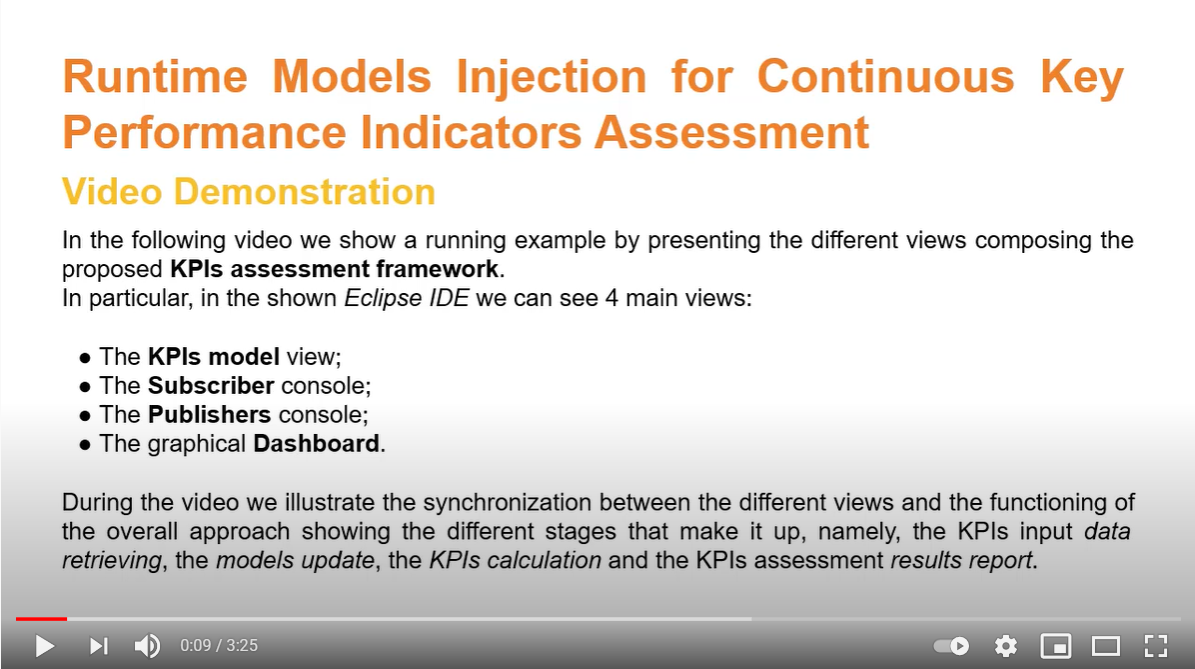 Runtime Models Injection for Continuous Key
Performance Indicators Assessment
Video Demonstration
In the following video we show a running example by presenting the different views composing the
proposed KPIs assessment framework.
In particular, in the shown Eclipse IDE we can see 4 main views:
● The KPIs model view;
● The Subscriber console;
● The Publishers console;
● The graphical Dashboard.
During the video we illustrate the synchronization between the different views and the functioning of
the overall approach showing the different stages that make it up, namely, the KPIs input data
retrieving, the models update, the KPIs calculation and the KPIs assessment results report.
0:09 / 3:25